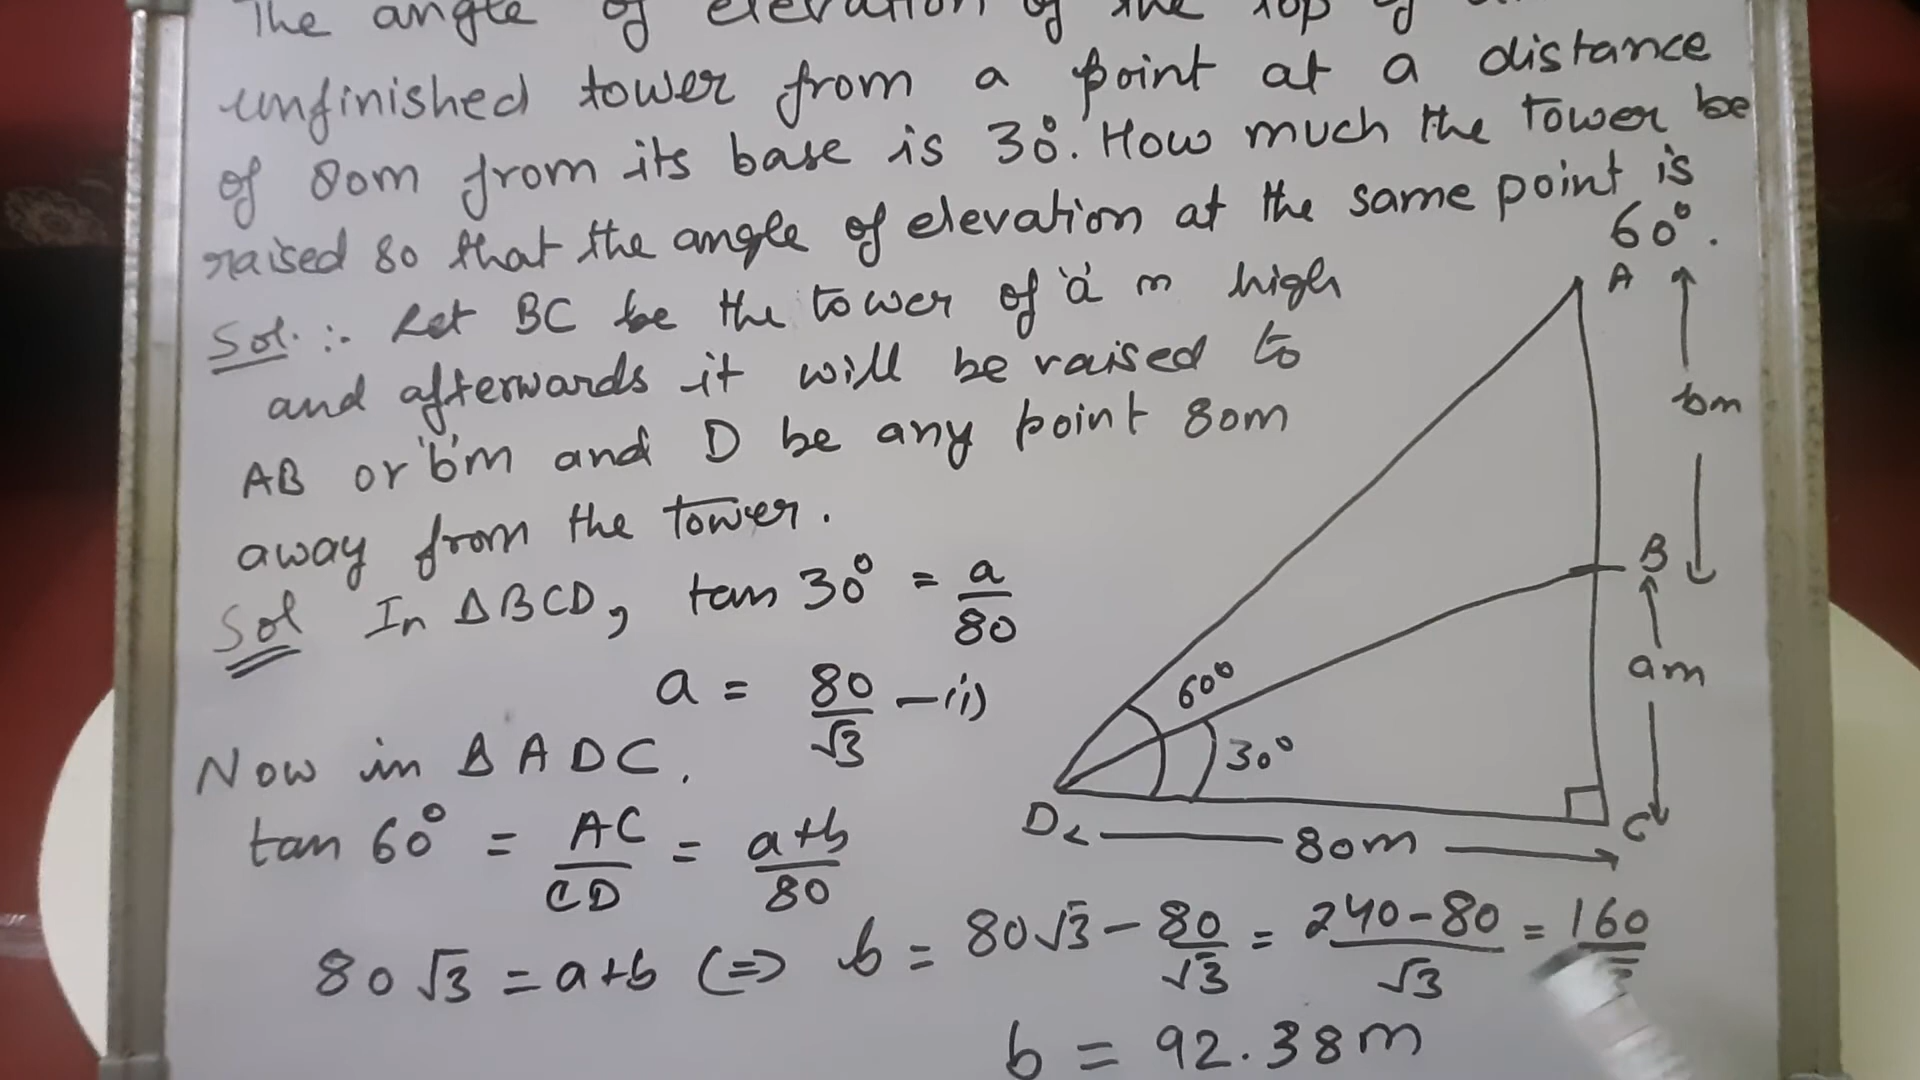 The angle of elevation of the top of
unfinished tower from a point at a distance
of 80m from its base is 30°. How much the tower be
raised so that the angle of elevation at the same point is
60°.
Sol. :- Let BC be the tower of 'a' m high
and afterwards it will be raised to
AB or 'b'm and D be any point 80m
away from the tower.
Sol In ΔBCD, tan 30° = a/80
a = 80/√3 - (i)
Now in Δ ADC.
tan 60° = AC/CD = a+b/80
80√3 = a+b (=) b = 80√3 - 80/√3 = 240-80/√3 = 160
b = 92.38m
A
bm
B
am
60°
30°
D
C
80m